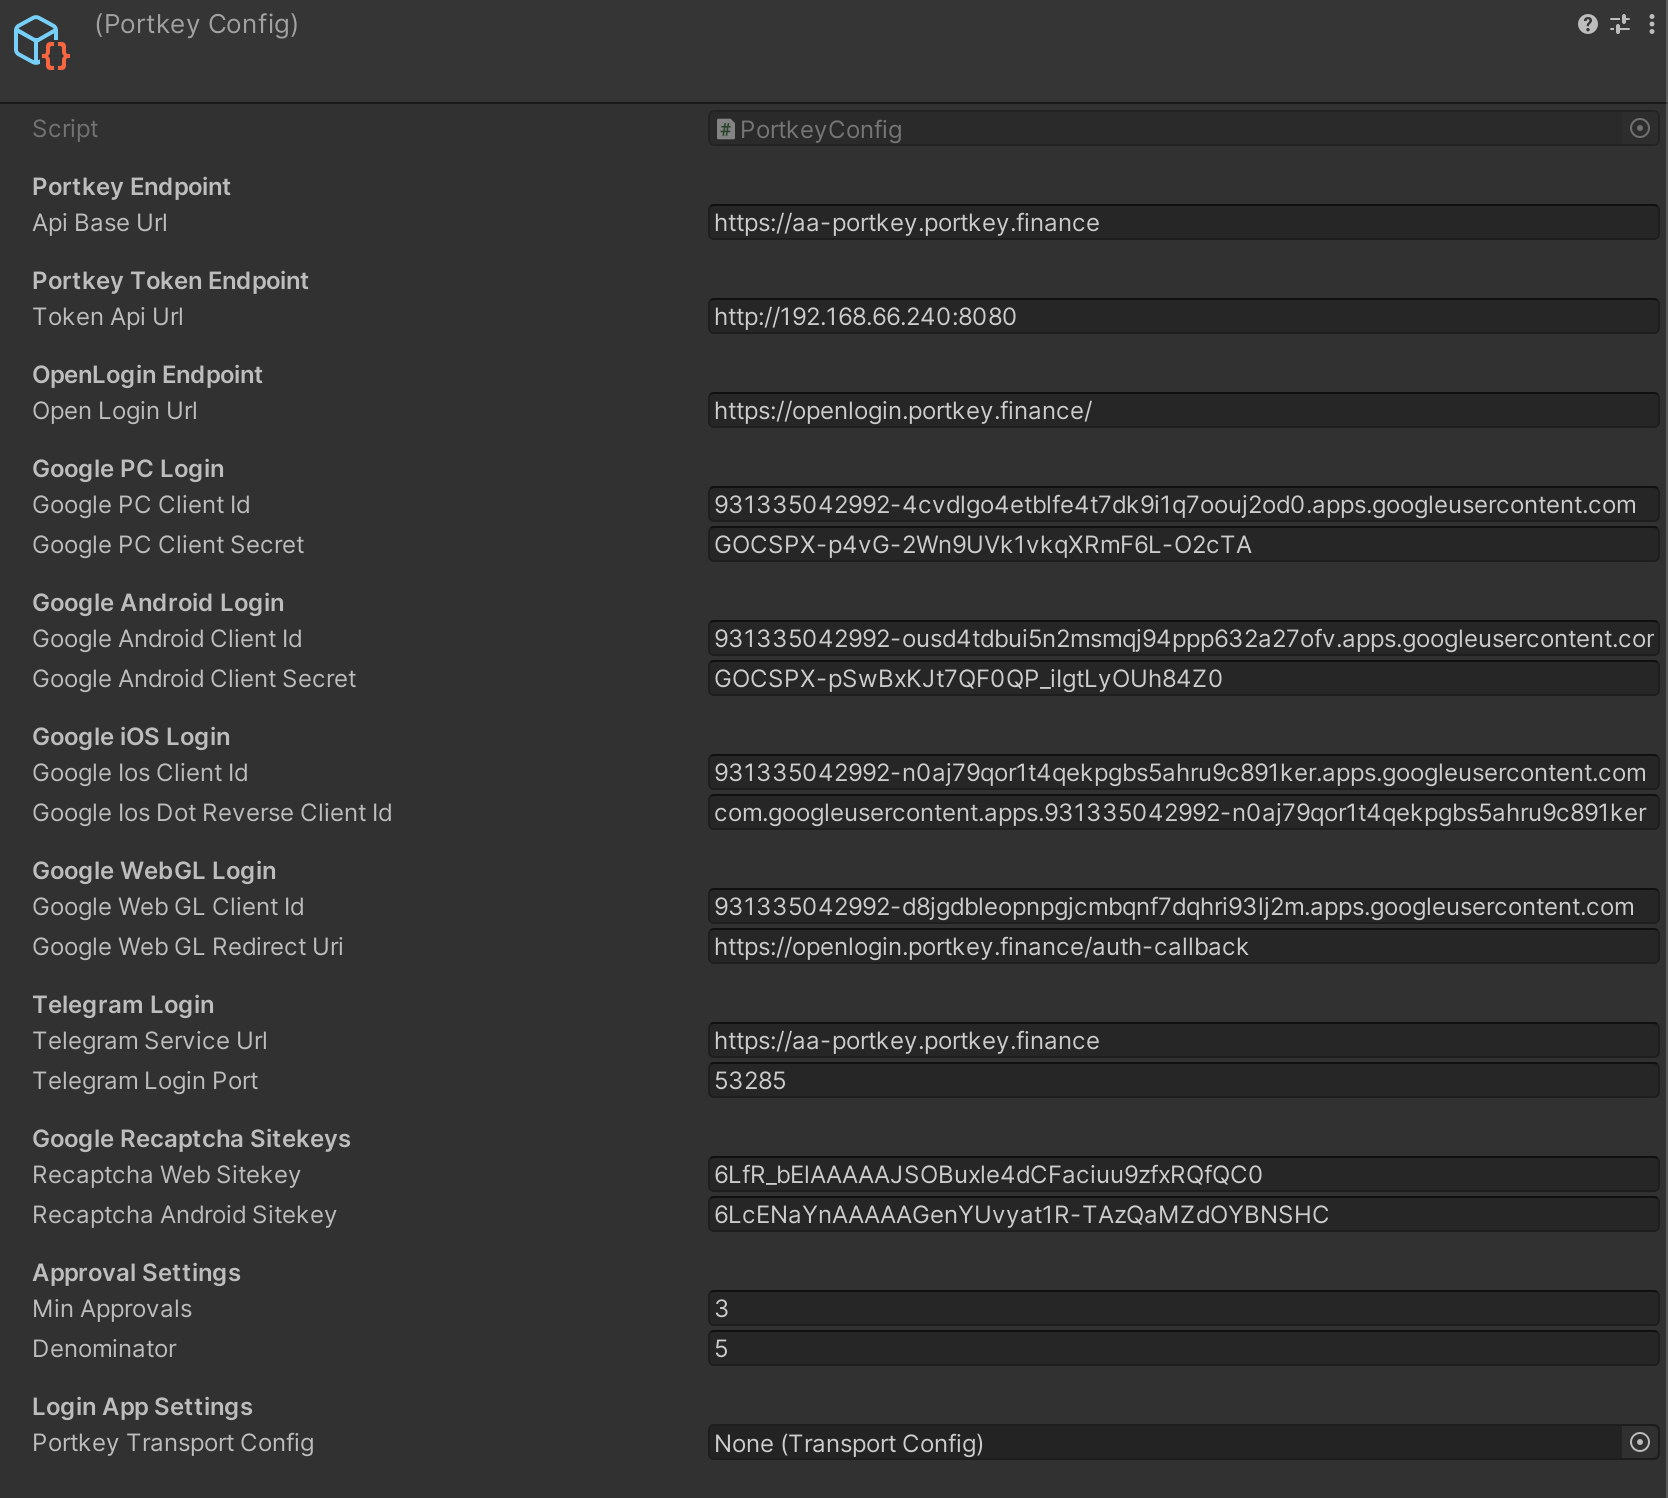 (Portkey Config)
Script
PortkeyConfig
Portkey Endpoint
Api Base Url
https://aa-portkey.portkey.finance
Portkey Token Endpoint
Token Api Url
http://192.168.66.240:8080
OpenLogin Endpoint
Open Login Url
https://openlogin.portkey.finance/
Google PC Login
Google PC Client Id
931335042992-4cvdlgo4etblfe4t7dk9i1q7oouj2od0.apps.googleusercontent.com
Google PC Client Secret
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
Google Android Login
Google Android Client Id
931335042992-ousd4tdbui5n2msmqj94ppp632a27ofv.apps.googleusercontent.cor
Google Android Client Secret
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
Google iOS Login
Google Ios Client Id
931335042992-n0aj79qor1t4qekpgbs5ahru9c891ker.apps.googleusercontent.com
Google Ios Dot Reverse Client Id
com.googleusercontent.apps.931335042992-n0aj79qor1t4qekpgbs5ahru9c891ker
Google WebGL Login
Google Web GL Client Id
931335042992-d8jgdbleopnpgjcmbqnf7dqhri93lj2m.apps.googleusercontent.com
Google Web GL Redirect Uri
https://openlogin.portkey.finance/auth-callback
Telegram Login
Telegram Service Url
https://aa-portkey.portkey.finance
Telegram Login Port
53285
Google Recaptcha Sitekeys
Recaptcha Web Sitekey
6LfR_bElAAAAAJSOBuxle4dCFaciuu9zfxRQfQC0
Recaptcha Android Sitekey
6LcENaYnAAAAAGenYUvyat1R-TAzQaMZdOYBNSHC
Approval Settings
Min Approvals
3
Denominator
5
Login App Settings
Portkey Transport Config
None (Transport Config)